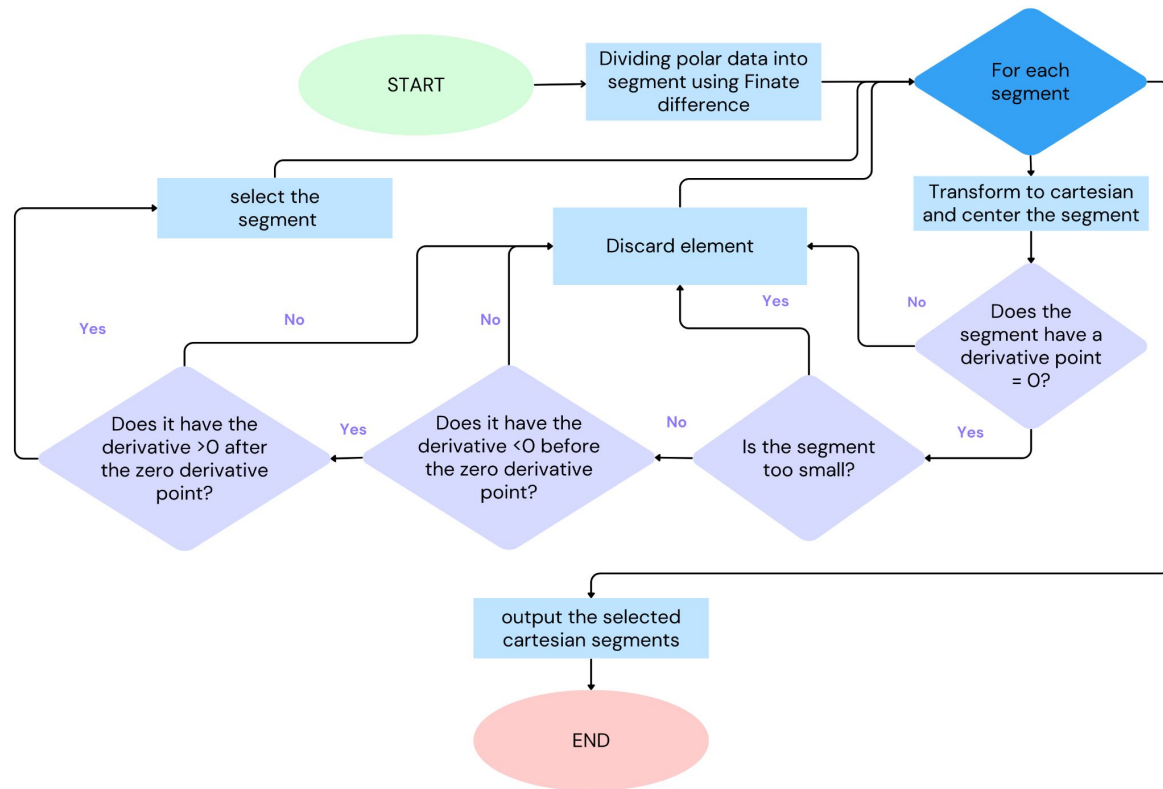 START
Dividing polar data into
segment using Finate
difference
For each
segment
select the
segment
Transform to cartesian
and center the segment
Discard element
Yes
No
No
Yes
No
Does the
segment have a
derivative point
= 0?
Does it have the
derivative >0 after
the zero derivative
point?
Yes
Does it have the
derivative <0 before
the zero derivative
point?
No
Is the segment
too small?
Yes
output the selected
cartesian segments
END